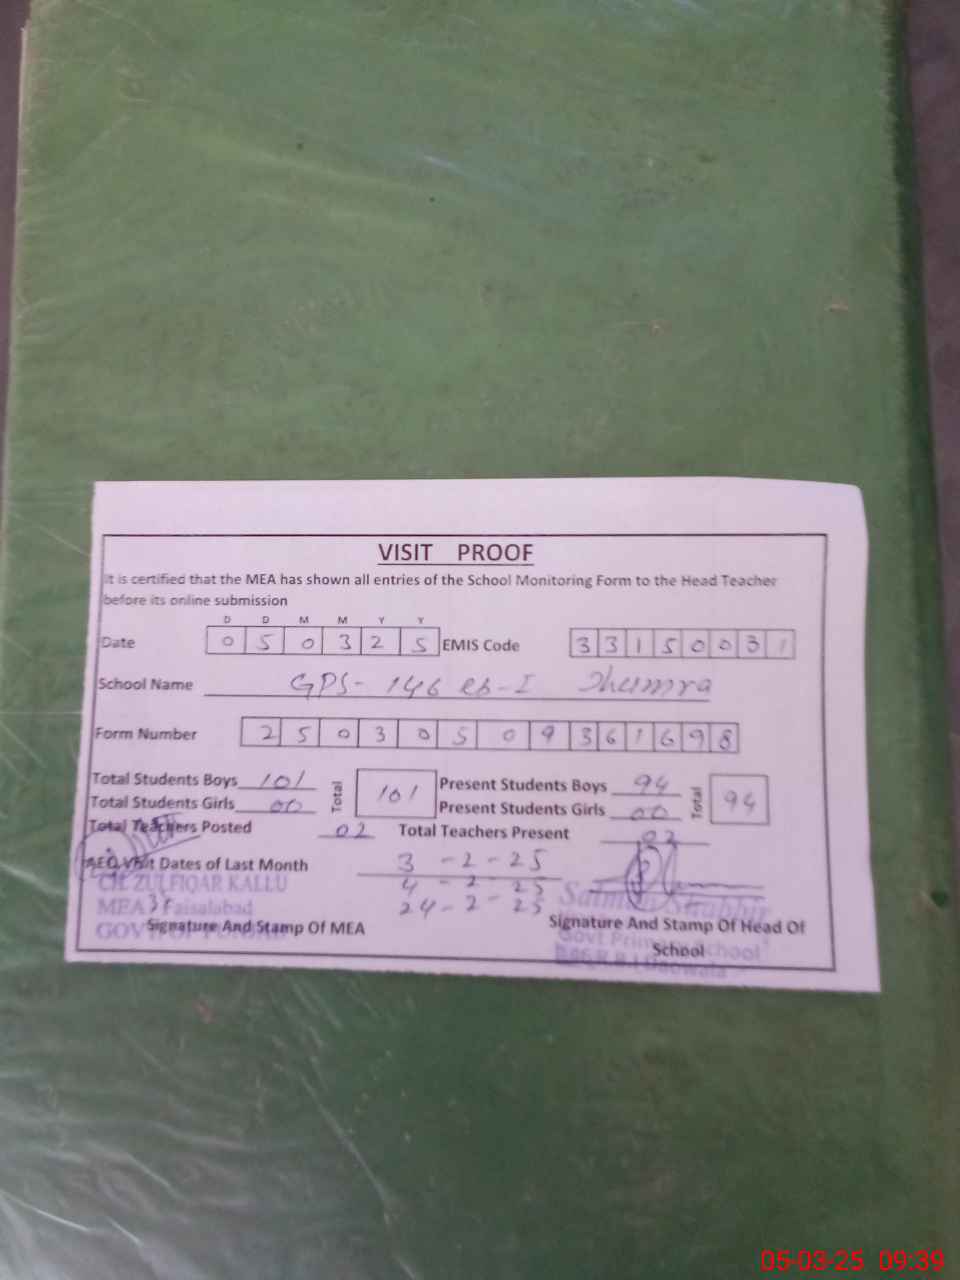 VISIT PROOF
It is certified that the MEA has shown all entries of the School Monitoring Form to the Head Teacher
before its online submission
D D M M Y Y
Date 0 5 0 3 2 5 EMIS Code 3 3 1 5 0 0 3 1
School Name GPS- 146 RB-I Jhumra
Form Number 2 5 0 3 0 5 0 9 3 6 1 6 9 8
Total Students Boys 101 Total 101 Present Students Boys 94 Total 94
Total Students Girls 00 Present Students Girls 00
Total Teachers Posted 02 Total Teachers Present 02
AEO Visit Dates of Last Month 3 -2-25
4 -2-25
24-2-25
CH. ZULFIQAR KALLU
MEA 31 Faisalabad
Salman Shabbir
Signature And Stamp Of MEA
Signature And Stamp Of Head Of
School
Govt Primary School
05-03-25 09:39